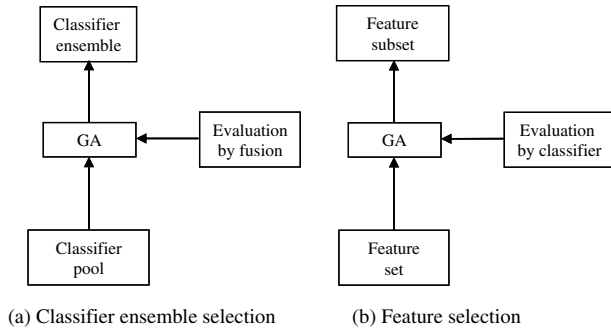 Classifier
ensemble
GA
Evaluation
by fusion
Classifier
pool
(a) Classifier ensemble selection
Feature
subset
GA
Evaluation
by classifier
Feature
set
(b) Feature selection